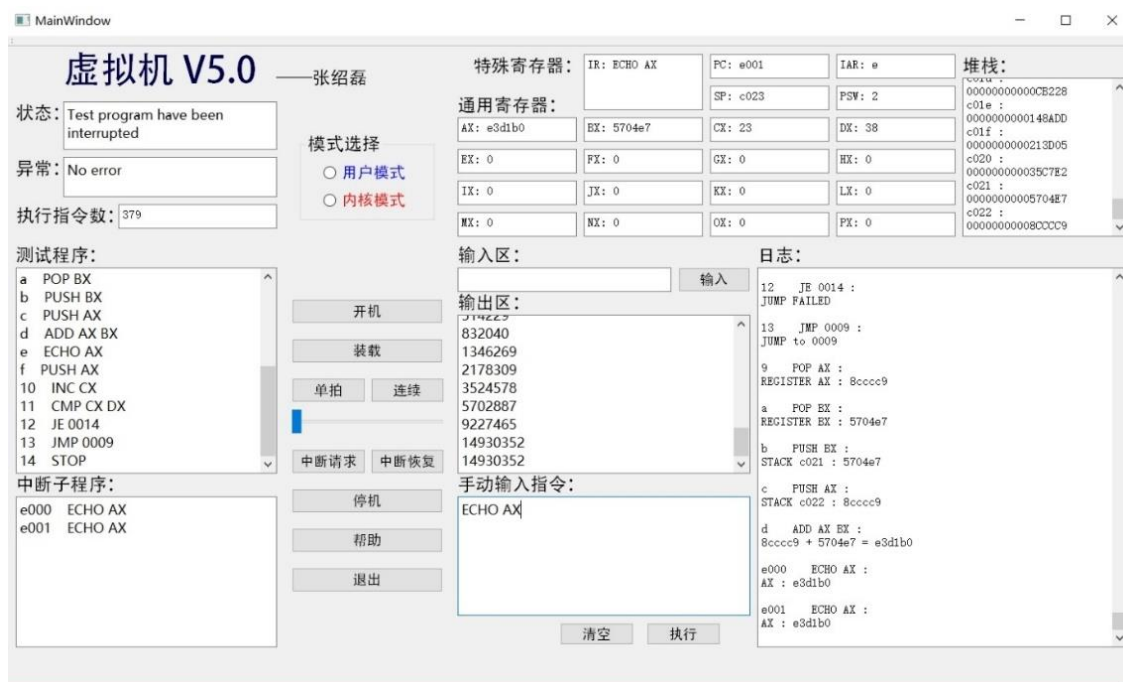 MainWindow
虚拟机 V5.0 ——张绍磊
状态：
Test program have been
interrupted
异常：
No error
执行指令数：
379
模式选择
用户模式
内核模式
特殊寄存器：
IR: ECHO AX
PC: e001
IAR: e
SP: c023
PSW: 2
通用寄存器：
AX: e3d1b0
BX: 5704e7
CX: 23
DX: 38
EX: 0
FX: 0
GX: 0
HX: 0
IX: 0
JX: 0
KX: 0
LX: 0
MX: 0
NX: 0
OX: 0
PX: 0
堆栈：
00000000000CB228
c01e :
0000000000148ADD
c01f :
0000000000213D05
c020 :
000000000035C7E2
c021 :
00000000005704E7
c022 :
00000000008CCCC9
测试程序：
a POP BX
b PUSH BX
c PUSH AX
d ADD AX BX
e ECHO AX
f PUSH AX
10 INC CX
11 CMP CX DX
12 JE 0014
13 JMP 0009
14 STOP
中断子程序：
e000 ECHO AX
e001 ECHO AX
开机
装载
单拍
连续
中断请求
中断恢复
停机
帮助
退出
输入区：
输入
输出区：
514229
832040
1346269
2178309
3524578
5702887
9227465
14930352
14930352
手动输入指令：
ECHO AX
清空
执行
日志：
12 JE 0014 :
JUMP FAILED
13 JMP 0009 :
JUMP to 0009
9 POP AX :
REGISTER AX : 8cccc9
a POP BX :
REGISTER BX : 5704e7
b PUSH BX :
STACK c021 : 5704e7
c PUSH AX :
STACK c022 : 8cccc9
d ADD AX BX :
8cccc9 + 5704e7 = e3d1b0
e000 ECHO AX :
AX : e3d1b0
e001 ECHO AX :
AX : e3d1b0